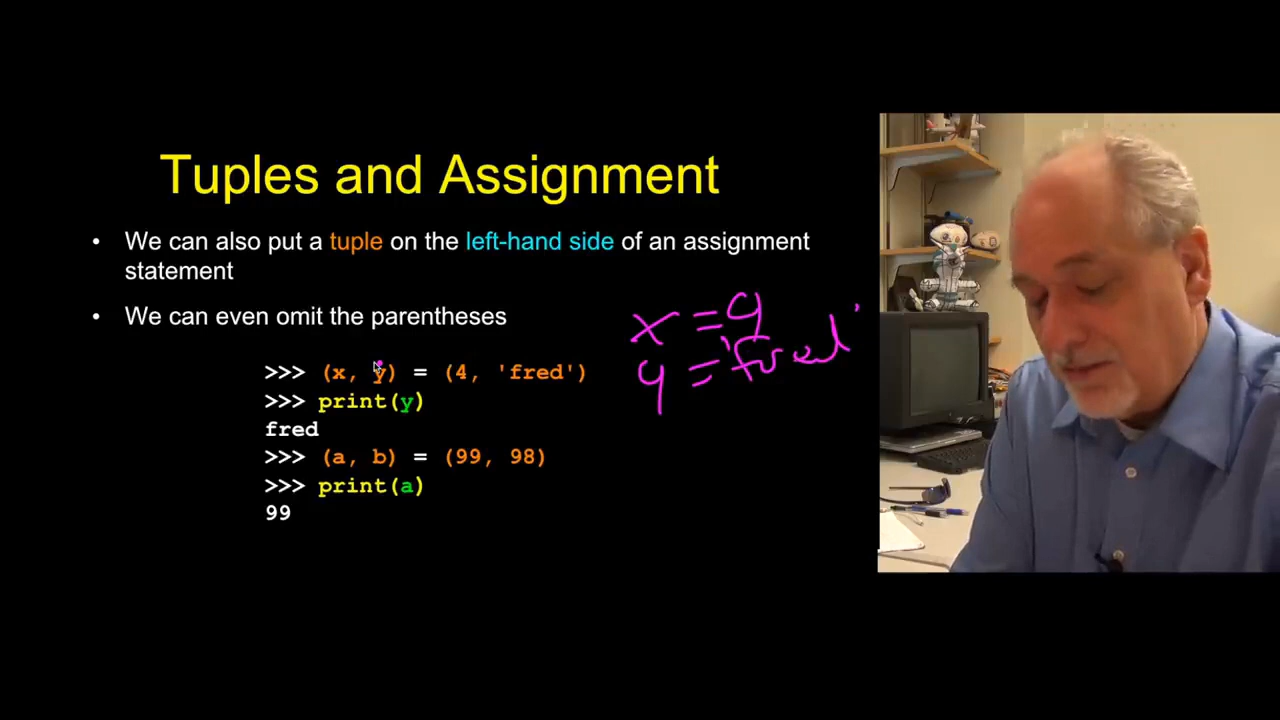 Tuples and Assignment
• We can also put a tuple on the left-hand side of an assignment
statement
• We can even omit the parentheses
>>> (x, y) = (4, 'fred')
>>> print(y)
fred
>>> (a, b) = (99, 98)
>>> print(a)
99
x = 4
y = 'fred'